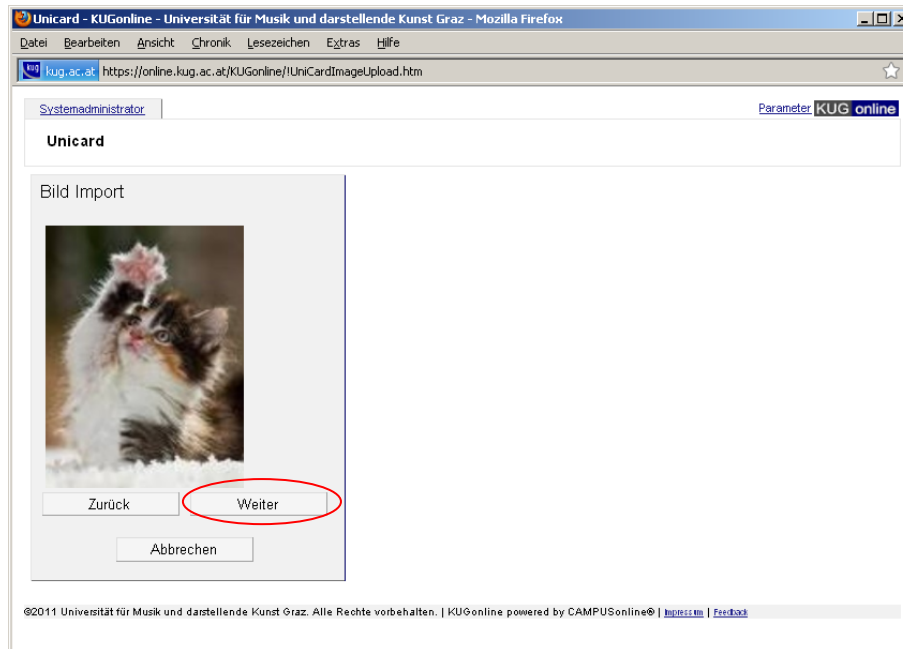 Unicard - KUGonline - Universität für Musik und darstellende Kunst Graz - Mozilla Firefox
Datei Bearbeiten Ansicht Chronik Lesezeichen Extras Hilfe
kug kug.ac.at https://online.kug.ac.at/KUGonline/!UniCardImageUpload.htm
Systemadministrator Parameter KUG online
Unicard
Bild Import
Zurück Weiter
Abbrechen
©2011 Universität für Musik und darstellende Kunst Graz. Alle Rechte vorbehalten. | KUGonline powered by CAMPUSonline® | Impressum | Feedback